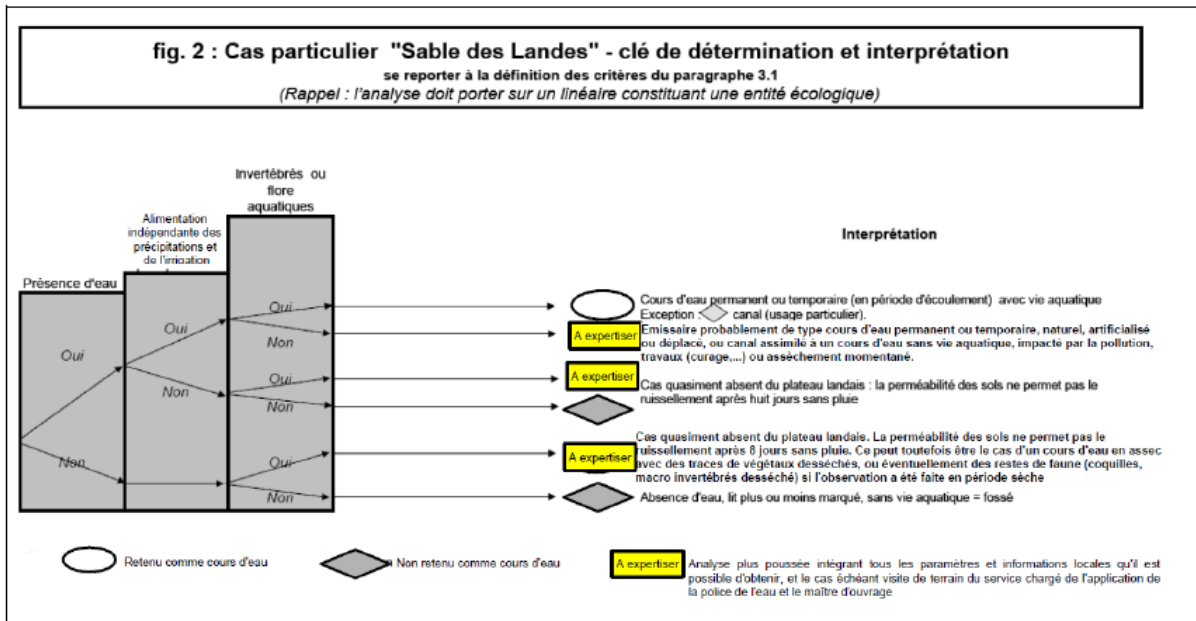 fig. 2 : Cas particulier "Sable des Landes" - clé de détermination et interprétation
se reporter à la définition des critères du paragraphe 3.1
(Rappel : l'analyse doit porter sur un linéaire constituant une entité écologique)
Invertébrés ou
flore
aquatiques
Alimentation
indépendante des
précipitations et
de l'irrigation
Présence d'eau
Interprétation
Oui
Oui
Oui
Non
Non
Oui
Non
Non
Oui
Non
Cours d'eau permanent ou temporaire (en période d'écoulement) avec vie aquatique
Exception : canal (usage particulier).
A expertiser
Emissaire probablement de type cours d'eau permanent ou temporaire, naturel, artificialisé
ou déplacé, ou canal assimilé à un cours d'eau sans vie aquatique, impacté par la pollution,
travaux (curage,...) ou assèchement momentané.
A expertiser
Cas quasiment absent du plateau landais : la perméabilité des sols ne permet pas le
ruissellement après huit jours sans pluie
A expertiser
Cas quasiment absent du plateau landais. La perméabilité des sols ne permet pas le
ruissellement après 8 jours sans pluie. Ce peut toutefois être le cas d'un cours d'eau en assec
avec des traces de végétaux desséchés, ou éventuellement des restes de faune (coquilles,
macro invertébrés desséché) si l'observation a été faite en période sèche
Absence d'eau, lit plus ou moins marqué, sans vie aquatique = fossé
Retenu comme cours d'eau
Non retenu comme cours d'eau
A expertiser
Analyse plus poussée intégrant tous les paramètres et informations locales qu'il est
possible d'obtenir, et le cas échéant visite de terrain du service chargé de l'application de
la police de l'eau et le maître d'ouvrage